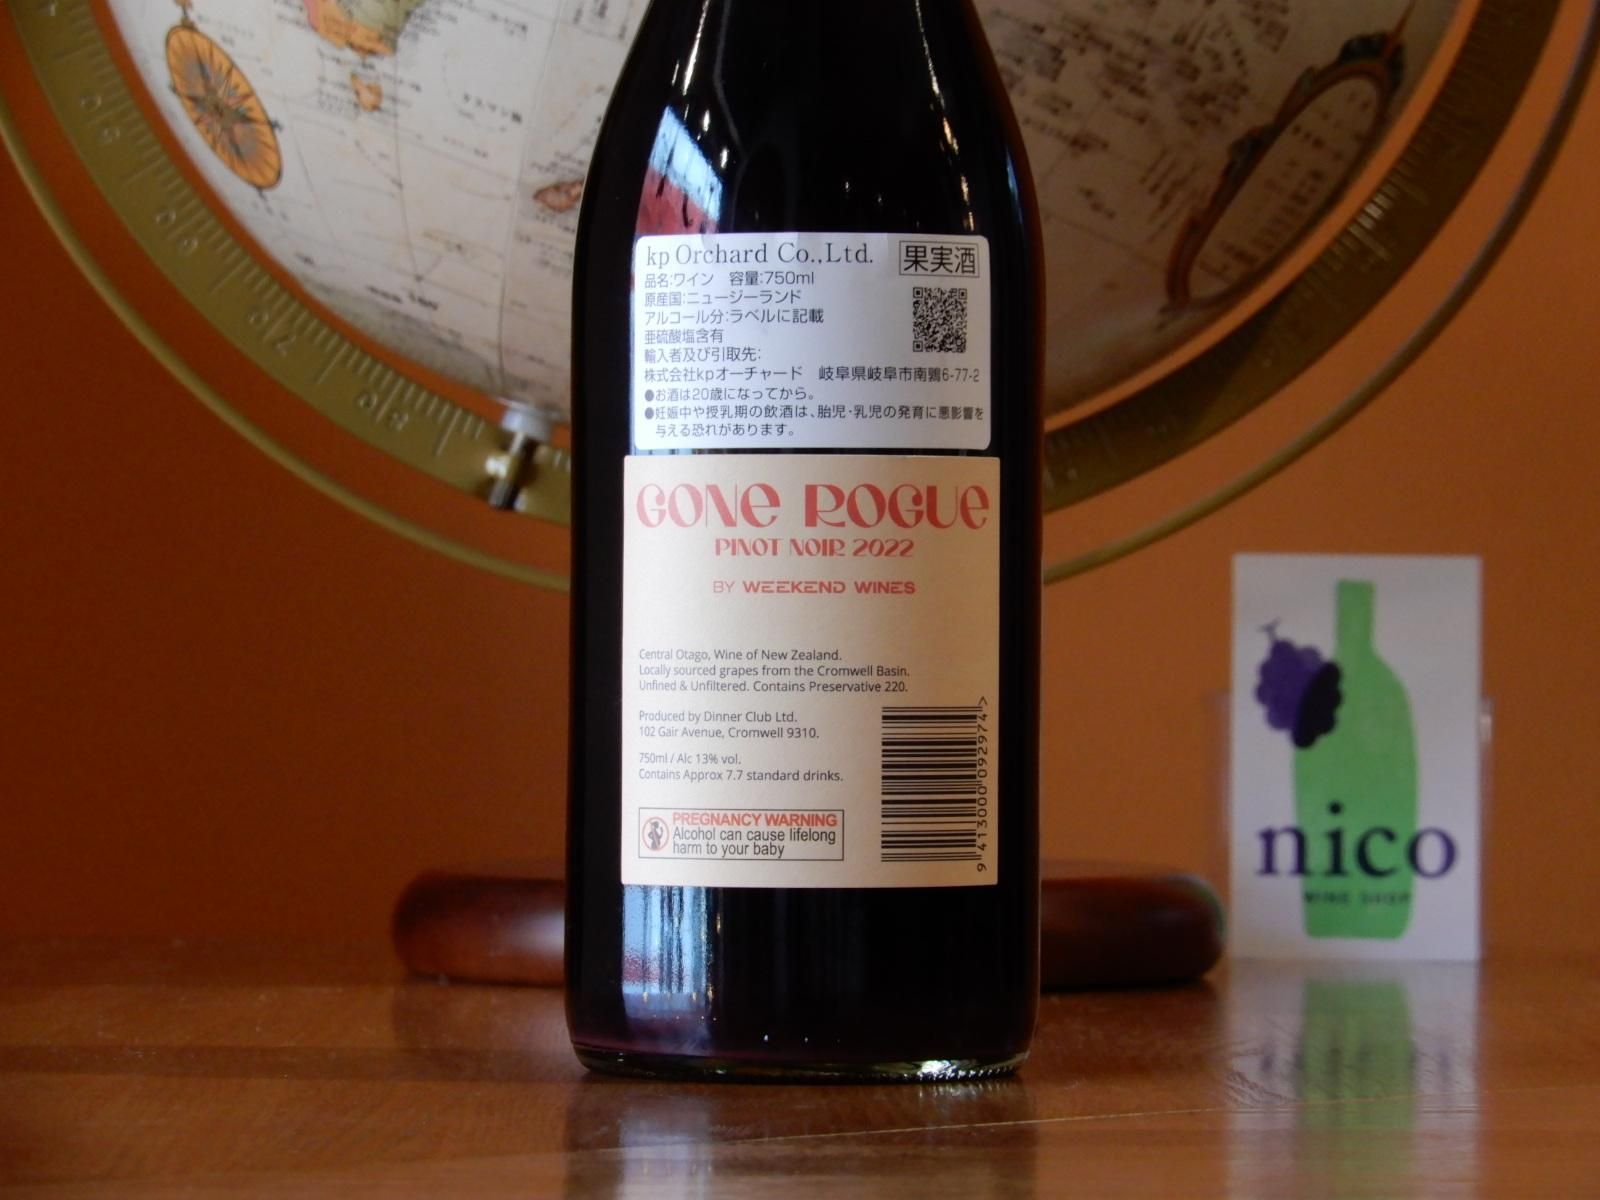 タスマン海
kp Orchard Co.,Ltd. 果実酒
品名:ワイン 容量:750ml
原産国:ニュージーランド
アルコール分:ラベルに記載
亜硫酸塩含有
輸入者及び引取先:
株式会社kpオーチャード 岐阜県岐阜市南鶉6-77-2
●お酒は20歳になってから。
●妊娠中や授乳期の飲酒は、胎児・乳児の発育に悪影響を
与える恐れがあります。
GONE ROGUE
PINOT NOIR 2022
BY WEEKEND WINES
Central Otago, Wine of New Zealand.
Locally sourced grapes from the Cromwell Basin.
Unfined & Unfiltered. Contains Preservative 220.
Produced by Dinner Club Ltd.
102 Gair Avenue, Cromwell 9310.
750ml / Alc 13% vol.
Contains Approx 7.7 standard drinks.
PREGNANCY WARNING
Alcohol can cause lifelong
harm to your baby
9 413000 092974 >
nico
WINE SHOP